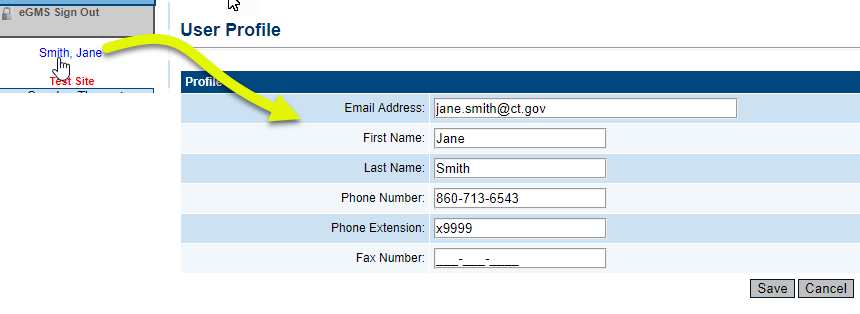 eGMS Sign Out
User Profile
Smith, Jane
Test Site
Profile
Email Address: jane.smith@ct.gov
First Name: Jane
Last Name: Smith
Phone Number: 860-713-6543
Phone Extension: x9999
Fax Number: ___-___-____
Save Cancel